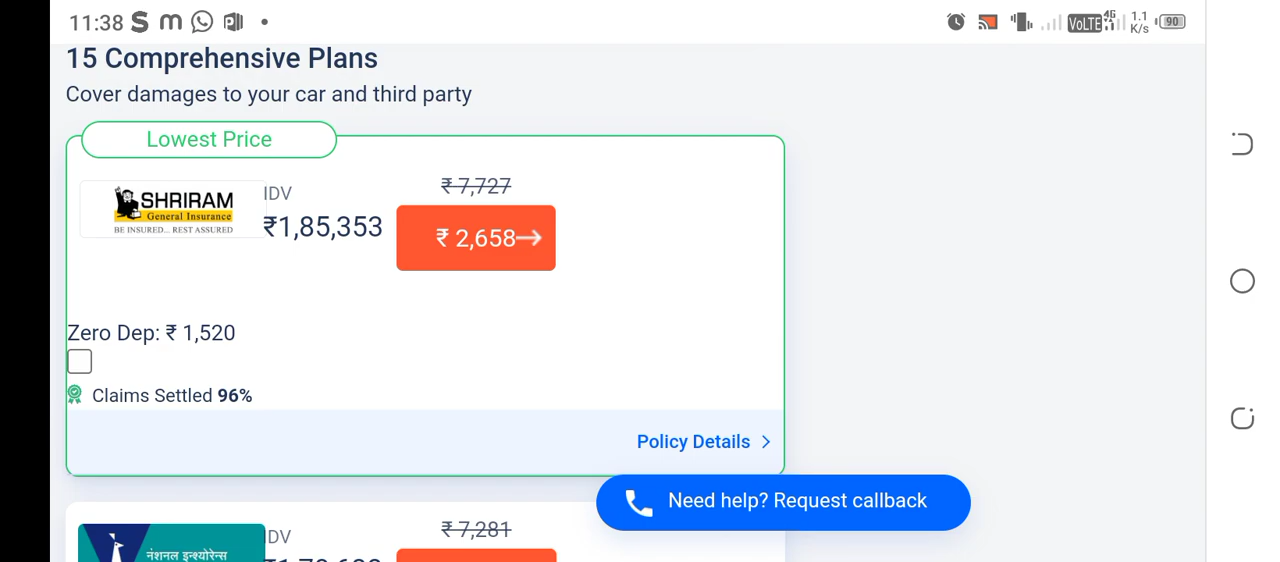 11:38
VoLTE 4G 1.1 K/s 90
15 Comprehensive Plans
Cover damages to your car and third party
Lowest Price
SHRIRAM
General Insurance
BE INSURED... REST ASSURED
IDV
₹1,85,353
₹ 7,727
₹ 2,658
Zero Dep: ₹ 1,520
Claims Settled 96%
Policy Details
Need help? Request callback
नेशनल इन्श्योरेन्स
IDV
₹ 7,281